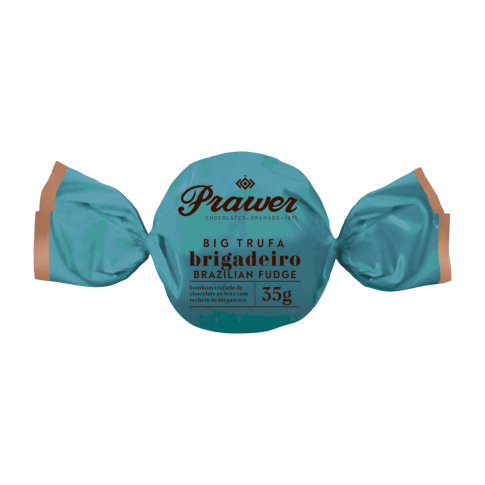 Prawer
CHOCOLATES • GRAMADO • 1975
BIG TRUFA
brigadeiro
BRAZILIAN FUDGE
bombom trufado de
chocolate ao leite com
recheio de brigadeiro
35g